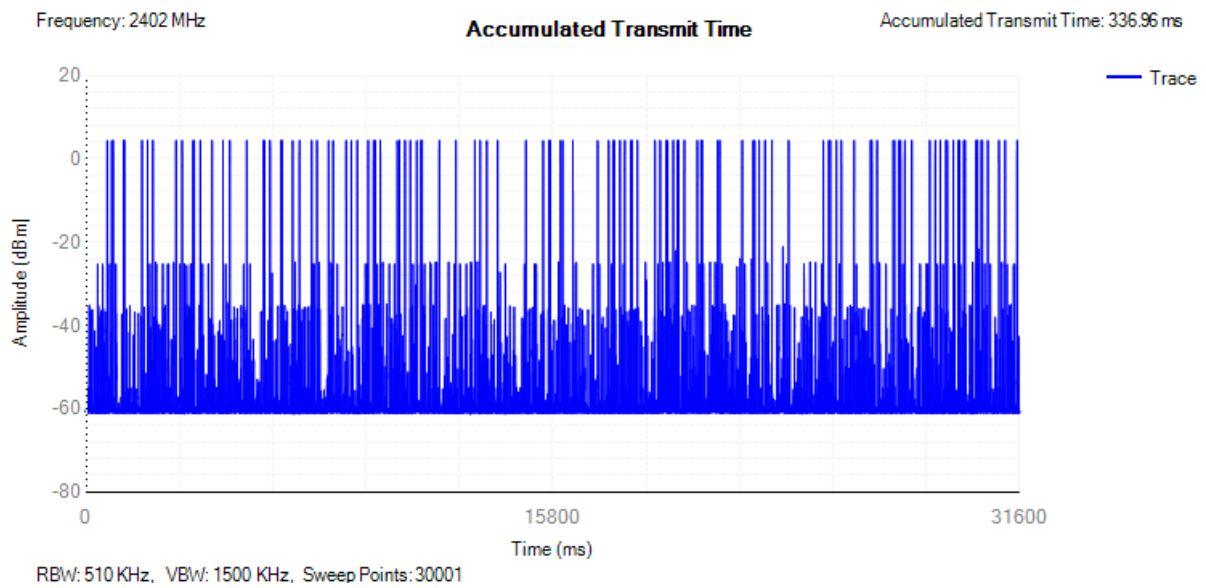 Frequency: 2402 MHz
Accumulated Transmit Time
Accumulated Transmit Time: 336.96 ms
Trace
20
0
-20
-40
-60
-80
Amplitude (dBm)
0
15800
31600
Time (ms)
RBW: 510 KHz, VBW: 1500 KHz, Sweep Points: 30001